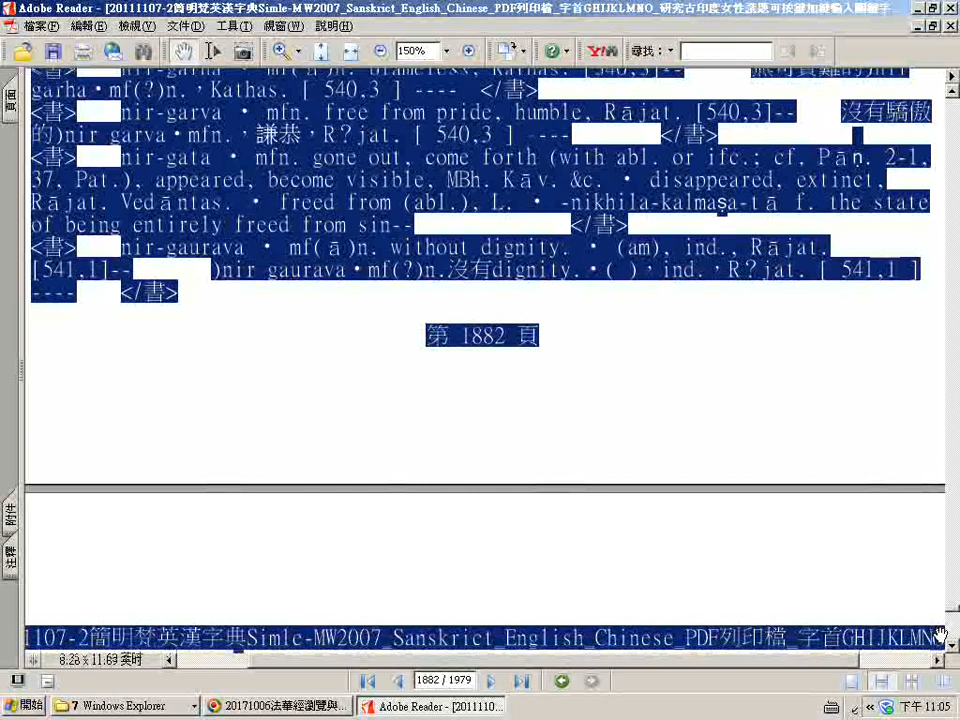 Adobe Reader - [20111107-2簡明梵英漢字典Simle-MW2007_Sanskrict_English_Chinese_PDF列印檔_字首GHIJKLMNO_研究古印度女性議題可按鍵加鍵輸入關鍵字
檔案(F) 編輯(E) 檢視(V) 文件(D) 工具(T) 視窗(W) 說明(H)
150% Y! 尋找:
頁面
garha‧mf(?)n.,Kathas. [ 540,3 ] ---- </書>
<書> nir-garva ‧ mfn. free from pride, humble, Rājat. [540,3]-- 沒有驕傲
的)nir garva‧mfn.,謙恭,R?jat. [ 540,3 ] ---- </書>
<書> nir-gata ‧ mfn. gone out, come forth (with abl. or ifc.; cf, Pāṇ. 2-1,
37, Pat.), appeared, become visible, MBh. Kāv. &c. ‧ disappeared, extinct,
Rājat. Vedāntas. ‧ freed from (abl.), L. ‧ -nikhila-kalmaṣa-tā f. the state
of being entirely freed from sin-- </書>
<書> nir-gaurava ‧ mf(ā)n. without dignity. ‧ (am), ind., Rājat.
[541,1]-- )nir gaurava‧mf(?)n.沒有dignity.‧( ),ind.,R?jat. [ 541,1 ]
---- </書>
第 1882 頁
附件
注釋
1107-2簡明梵英漢字典Simle-MW2007_Sanskrict_English_Chinese_PDF列印檔_字首GHIJKLMN
8.28 x 11.69 英吋
1882 / 1979
開始 7 Windows Explorer 20171006法華經瀏覽與... Adobe Reader - [2011110... 下午 11:05